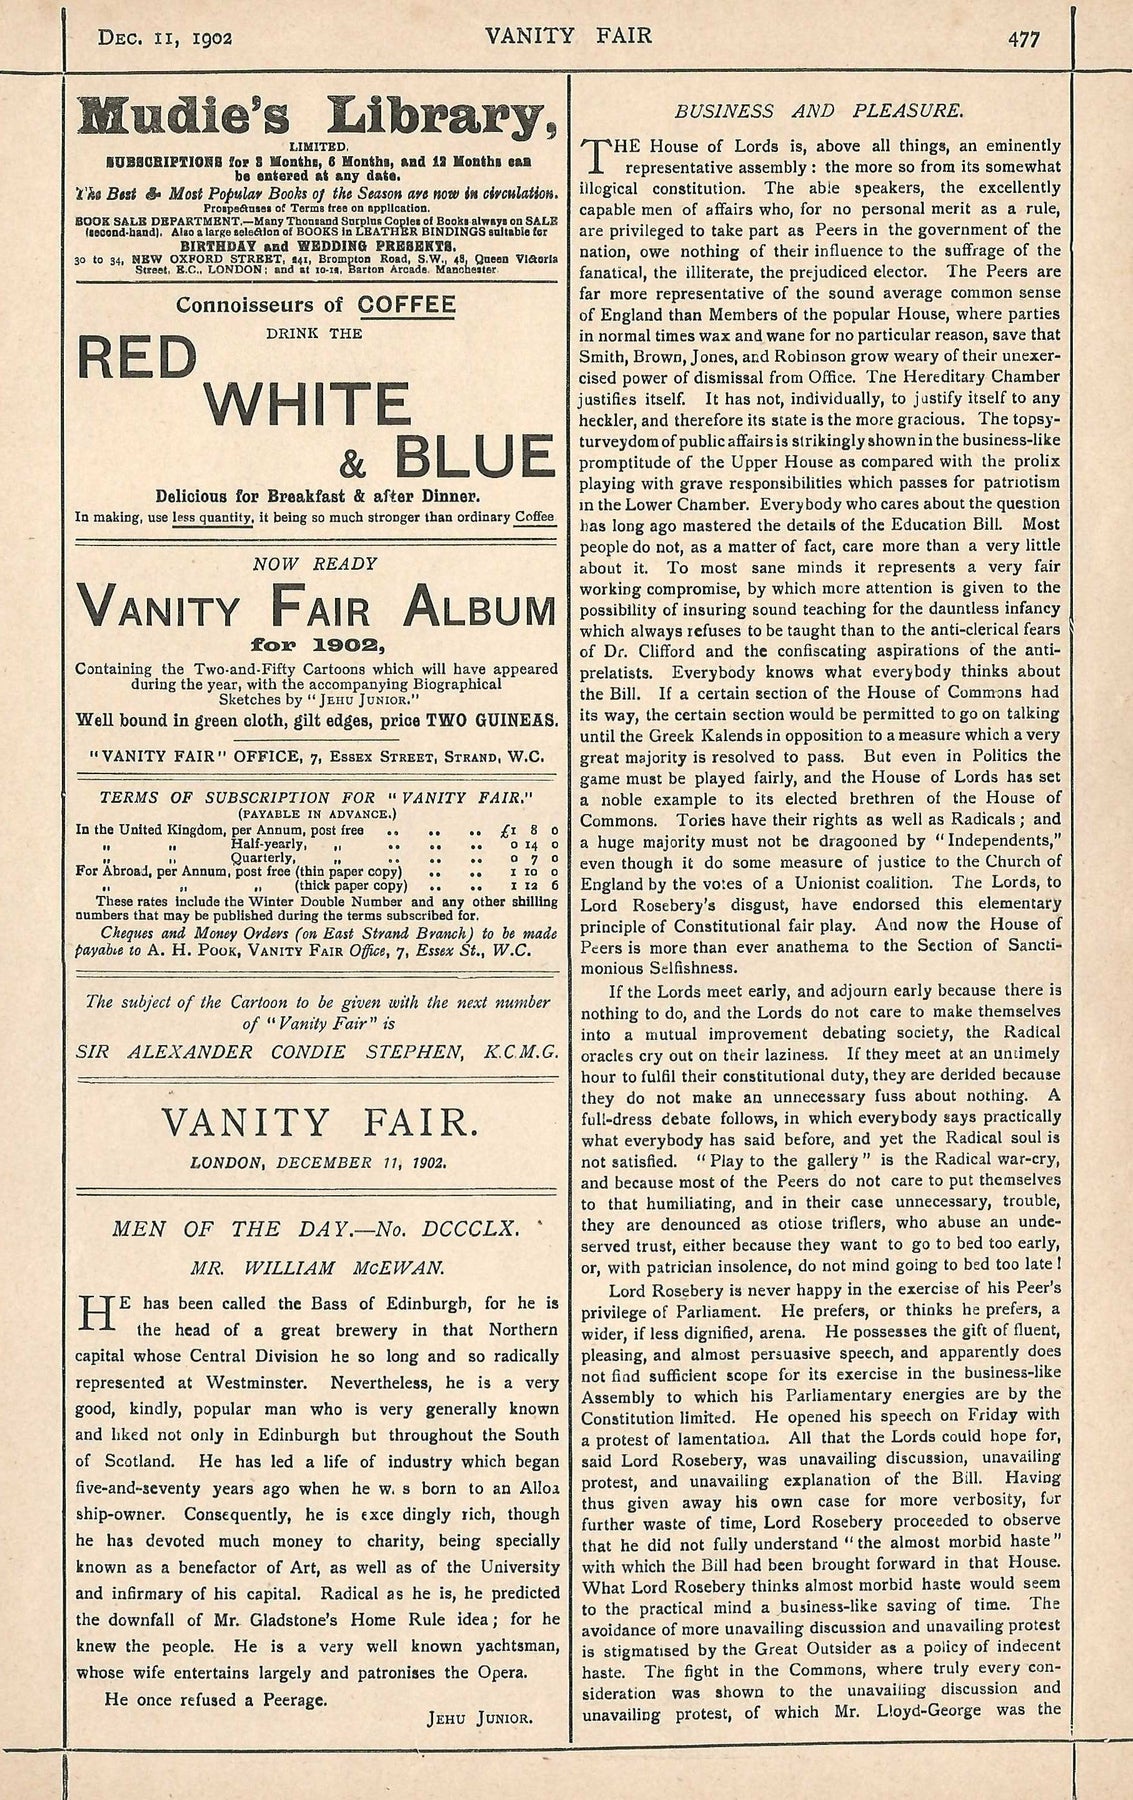 DEC. 11, 1902 VANITY FAIR 477
Mudie's Library,
LIMITED.
SUBSCRIPTIONS for 3 Months, 6 Months, and 12 Months can
be entered at any date.
The Best & Most Popular Books of the Season are now in circulation.
Prospectuses of Terms free on application.
BOOK SALE DEPARTMENT.—Many Thousand Surplus Copies of Books always on SALE
(second-hand). Also a large selection of BOOKS in LEATHER BINDINGS suitable for
BIRTHDAY and WEDDING PRESENTS.
30 to 34, NEW OXFORD STREET, 241, Brompton Road, S.W., 48, Queen Victoria
Street, E.C., LONDON; and at 10-12, Barton Arcade, Manchester.
Connoisseurs of COFFEE
DRINK THE
RED
WHITE
& BLUE
Delicious for Breakfast & after Dinner.
In making, use less quantity, it being so much stronger than ordinary Coffee
NOW READY
VANITY FAIR ALBUM
for 1902,
Containing the Two-and-Fifty Cartoons which will have appeared
during the year, with the accompanying Biographical
Sketches by "JEHU JUNIOR."
Well bound in green cloth, gilt edges, price TWO GUINEAS.
"VANITY FAIR" OFFICE, 7, ESSEX STREET, STRAND, W.C.
TERMS OF SUBSCRIPTION FOR "VANITY FAIR."
(PAYABLE IN ADVANCE.)
In the United Kingdom, per Annum, post free .. .. .. £1 8 0
" " Half-yearly, " .. .. .. 0 14 0
" " Quarterly, " .. .. .. 0 7 0
For Abroad, per Annum, post free (thin paper copy) .. .. 1 10 0
" " " (thick paper copy) .. .. 1 12 6
These rates include the Winter Double Number and any other shilling
numbers that may be published during the terms subscribed for.
Cheques and Money Orders (on East Strand Branch) to be made
payable to A. H. POOK, VANITY FAIR Office, 7, Essex St., W.C.
The subject of the Cartoon to be given with the next number
of "Vanity Fair" is
SIR ALEXANDER CONDIE STEPHEN, K.C.M.G.
VANITY FAIR.
LONDON, DECEMBER 11, 1902.
MEN OF THE DAY.—No. DCCCLX.
MR. WILLIAM McEWAN.
HE has been called the Bass of Edinburgh, for he is
the head of a great brewery in that Northern
capital whose Central Division he so long and so radically
represented at Westminster. Nevertheless, he is a very
good, kindly, popular man who is very generally known
and liked not only in Edinburgh but throughout the South
of Scotland. He has led a life of industry which began
five-and-seventy years ago when he w. s born to an Alloa
ship-owner. Consequently, he is exce dingly rich, though
he has devoted much money to charity, being specially
known as a benefactor of Art, as well as of the University
and infirmary of his capital. Radical as he is, he predicted
the downfall of Mr. Gladstone's Home Rule idea; for he
knew the people. He is a very well known yachtsman,
whose wife entertains largely and patronises the Opera.
He once refused a Peerage.
JEHU JUNIOR.
BUSINESS AND PLEASURE.
THE House of Lords is, above all things, an eminently
representative assembly: the more so from its somewhat
illogical constitution. The able speakers, the excellently
capable men of affairs who, for no personal merit as a rule,
are privileged to take part as Peers in the government of the
nation, owe nothing of their influence to the suffrage of the
fanatical, the illiterate, the prejudiced elector. The Peers are
far more representative of the sound average common sense
of England than Members of the popular House, where parties
in normal times wax and wane for no particular reason, save that
Smith, Brown, Jones, and Robinson grow weary of their unexer-
cised power of dismissal from Office. The Hereditary Chamber
justifies itself. It has not, individually, to justify itself to any
heckler, and therefore its state is the more gracious. The topsy-
turveydom of public affairs is strikingly shown in the business-like
promptitude of the Upper House as compared with the prolix
playing with grave responsibilities which passes for patriotism
in the Lower Chamber. Everybody who cares about the question
has long ago mastered the details of the Education Bill. Most
people do not, as a matter of fact, care more than a very little
about it. To most sane minds it represents a very fair
working compromise, by which more attention is given to the
possibility of insuring sound teaching for the dauntless infancy
which always refuses to be taught than to the anti-clerical fears
of Dr. Clifford and the confiscating aspirations of the anti-
prelatists. Everybody knows what everybody thinks about
the Bill. If a certain section of the House of Commons had
its way, the certain section would be permitted to go on talking
until the Greek Kalends in opposition to a measure which a very
great majority is resolved to pass. But even in Politics the
game must be played fairly, and the House of Lords has set
a noble example to its elected brethren of the House of
Commons. Tories have their rights as well as Radicals; and
a huge majority must not be dragooned by "Independents,"
even though it do some measure of justice to the Church of
England by the votes of a Unionist coalition. The Lords, to
Lord Rosebery's disgust, have endorsed this elementary
principle of Constitutional fair play. And now the House of
Peers is more than ever anathema to the Section of Sancti-
monious Selfishness.
If the Lords meet early, and adjourn early because there is
nothing to do, and the Lords do not care to make themselves
into a mutual improvement debating society, the Radical
oracles cry out on their laziness. If they meet at an untimely
hour to fulfil their constitutional duty, they are derided because
they do not make an unnecessary fuss about nothing. A
full-dress debate follows, in which everybody says practically
what everybody has said before, and yet the Radical soul is
not satisfied. "Play to the gallery" is the Radical war-cry,
and because most of the Peers do not care to put themselves
to that humiliating, and in their case unnecessary, trouble,
they are denounced as otiose triflers, who abuse an unde-
served trust, either because they want to go to bed too early,
or, with patrician insolence, do not mind going to bed too late!
Lord Rosebery is never happy in the exercise of his Peer's
privilege of Parliament. He prefers, or thinks he prefers, a
wider, if less dignified, arena. He possesses the gift of fluent,
pleasing, and almost persuasive speech, and apparently does
not find sufficient scope for its exercise in the business-like
Assembly to which his Parliamentary energies are by the
Constitution limited. He opened his speech on Friday with
a protest of lamentation. All that the Lords could hope for,
said Lord Rosebery, was unavailing discussion, unavailing
protest, and unavailing explanation of the Bill. Having
thus given away his own case for more verbosity, for
further waste of time, Lord Rosebery proceeded to observe
that he did not fully understand "the almost morbid haste"
with which the Bill had been brought forward in that House.
What Lord Rosebery thinks almost morbid haste would seem
to the practical mind a business-like saving of time. The
avoidance of more unavailing discussion and unavailing protest
is stigmatised by the Great Outsider as a policy of indecent
haste. The fight in the Commons, where truly every con-
sideration was shown to the unavailing discussion and
unavailing protest, of which Mr. Lloyd-George was the